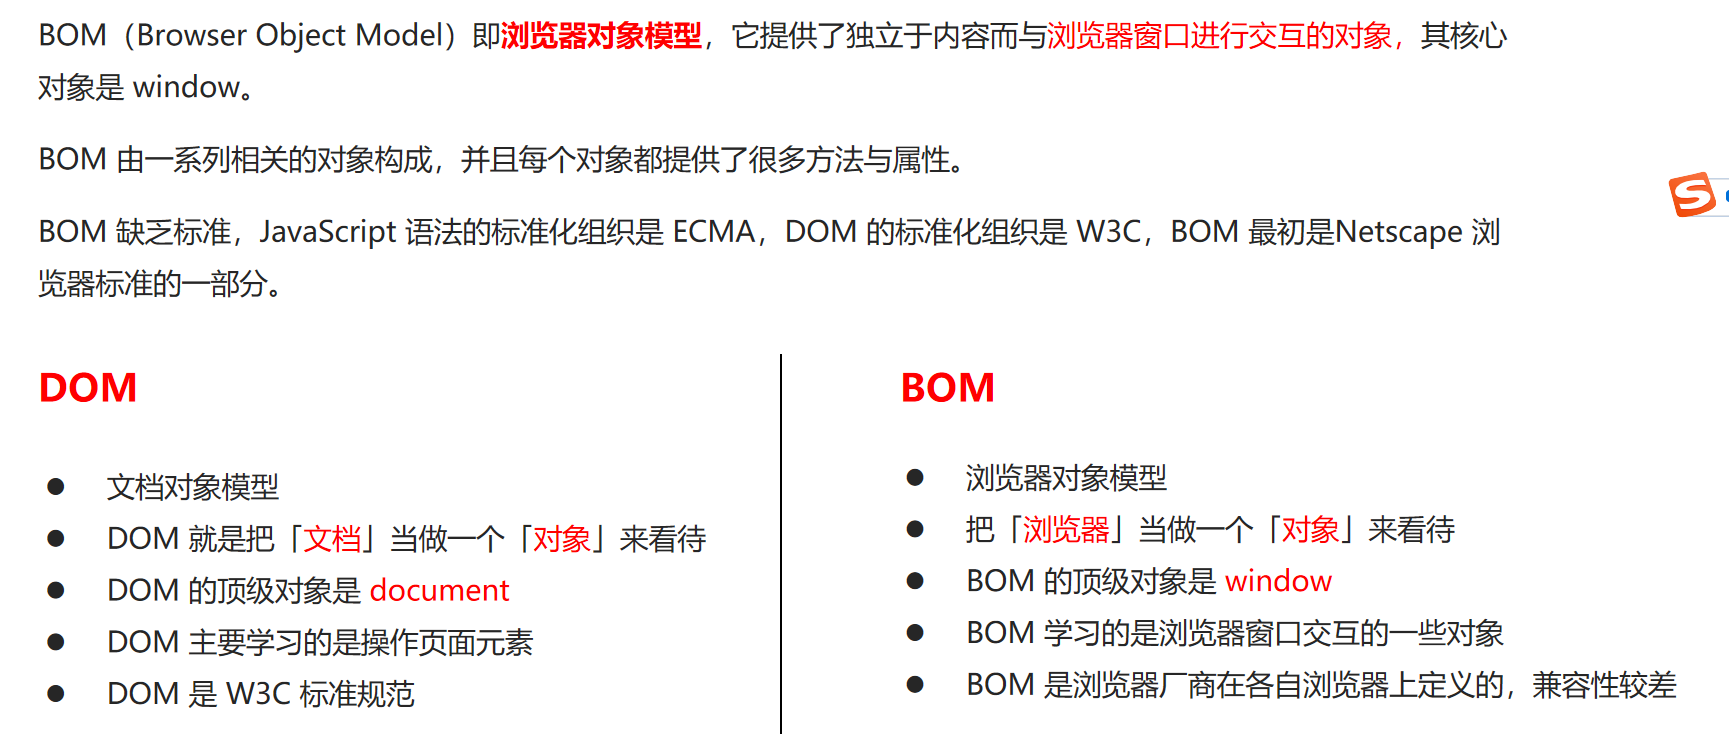 BOM（Browser Object Model）即浏览器对象模型，它提供了独立于内容而与浏览器窗口进行交互的对象，其核心
对象是 window。
BOM 由一系列相关的对象构成，并且每个对象都提供了很多方法与属性。
BOM 缺乏标准，JavaScript 语法的标准化组织是 ECMA，DOM 的标准化组织是 W3C，BOM 最初是Netscape 浏
览器标准的一部分。
DOM
● 文档对象模型
● DOM 就是把「文档」当做一个「对象」来看待
● DOM 的顶级对象是 document
● DOM 主要学习的是操作页面元素
● DOM 是 W3C 标准规范
BOM
● 浏览器对象模型
● 把「浏览器」当做一个「对象」来看待
● BOM 的顶级对象是 window
● BOM 学习的是浏览器窗口交互的一些对象
● BOM 是浏览器厂商在各自浏览器上定义的，兼容性较差
S